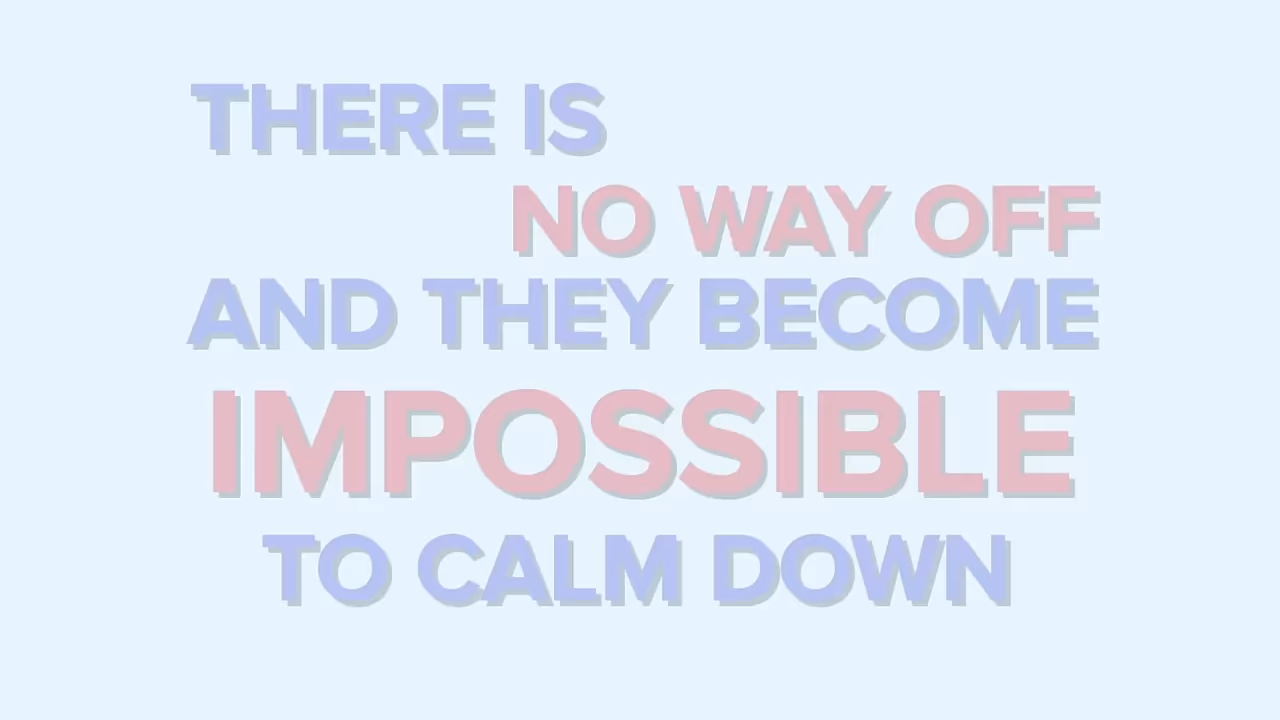 THERE IS
NO WAY OFF
AND THEY BECOME
IMPOSSIBLE
TO CALM DOWN